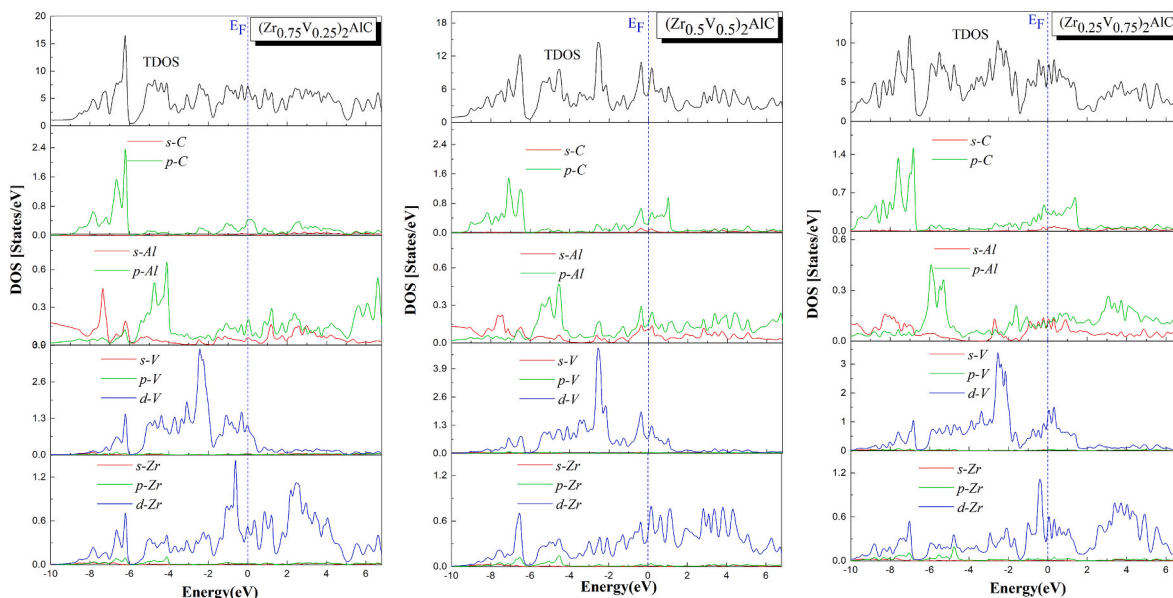 E_F (Zr0.75V0.25)2AlC
TDOS
15
10
5
0
s-C
p-C
2.4
1.6
0.8
0.0
s-Al
p-Al
0.6
0.3
s-V
p-V
d-V
2.6
1.3
0.0
s-Zr
p-Zr
d-Zr
1.2
0.6
0.0
-10 -8 -6 -4 -2 0 2 4 6
DOS [States/eV]
Energy(eV)
E_F (Zr0.5V0.5)2AlC
TDOS
15
10
5
0
s-C
p-C
1.8
1.2
0.6
0.0
s-Al
p-Al
0.6
0.4
0.2
0.0
s-V
p-V
d-V
3.9
2.6
1.3
0.0
s-Zr
p-Zr
d-Zr
1.2
0.6
0.0
-10 -8 -6 -4 -2 0 2 4 6
DOS [States/eV]
Energy(eV)
E_F (Zr0.25V0.75)2AlC
TDOS
10
5
0
s-C
p-C
1.4
0.7
0.0
s-Al
p-Al
0.6
0.3
0.0
s-V
p-V
d-V
3
2
1
0
s-Zr
p-Zr
d-Zr
1.2
0.6
0.0
-10 -8 -6 -4 -2 0 2 4 6
DOS [States/eV]
Energy(eV)